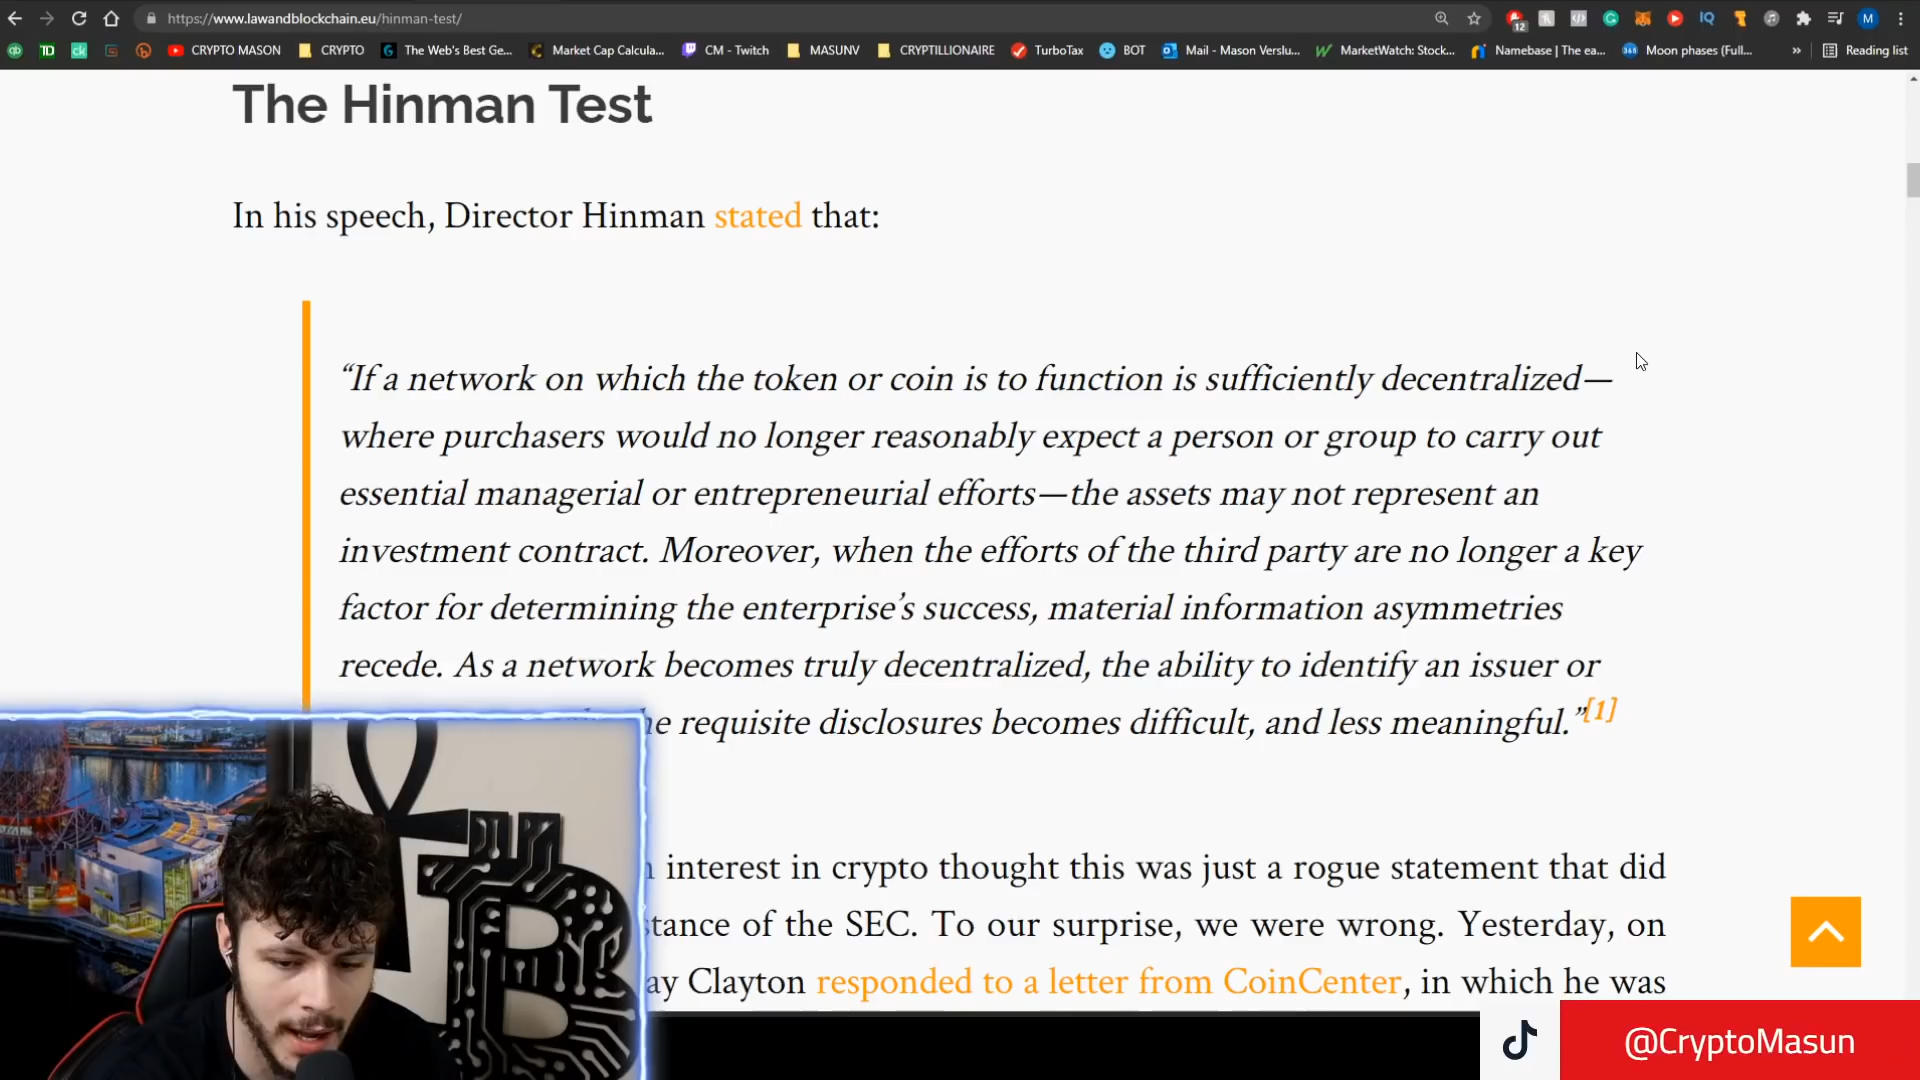 https://www.lawandblockchain.eu/hinman-test/
12
M
TD
ck
CRYPTO MASON
CRYPTO
G
The Web's Best Ge...
Market Cap Calcula...
CM - Twitch
MASUNV
CRYPTILLIONAIRE
TurboTax
BOT
Mail - Mason Verslu...
MarketWatch: Stock...
Namebase | The ea...
365
Moon phases (Full...
»
Reading list
The Hinman Test
In his speech, Director Hinman stated that:
“If a network on which the token or coin is to function is sufficiently decentralized—
where purchasers would no longer reasonably expect a person or group to carry out
essential managerial or entrepreneurial efforts—the assets may not represent an
investment contract. Moreover, when the efforts of the third party are no longer a key
factor for determining the enterprise’s success, material information asymmetries
recede. As a network becomes truly decentralized, the ability to identify an issuer or
he requisite disclosures becomes difficult, and less meaningful.”[1]
interest in crypto thought this was just a rogue statement that did
stance of the SEC. To our surprise, we were wrong. Yesterday, on
ay Clayton responded to a letter from CoinCenter, in which he was
@CryptoMasun